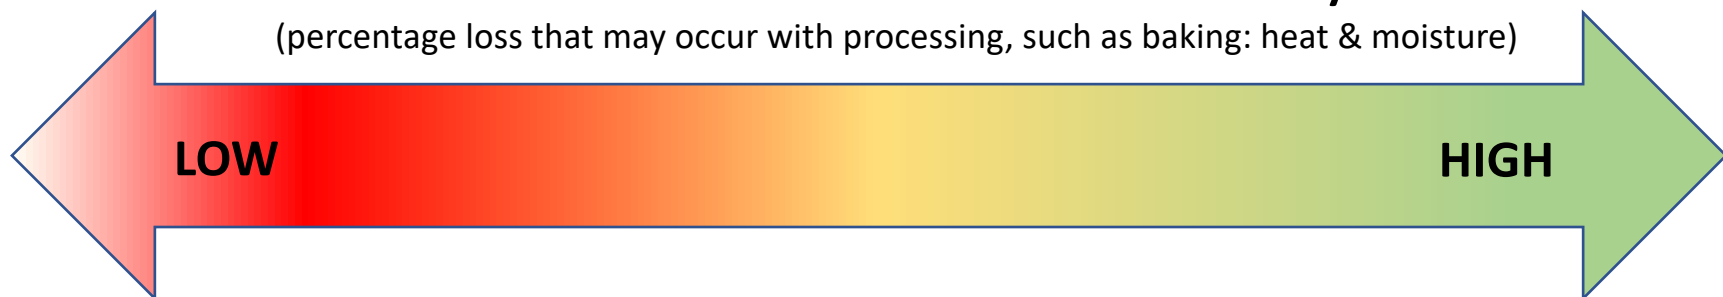 (percentage loss that may occur with processing, such as baking: heat & moisture)
LOW
HIGH